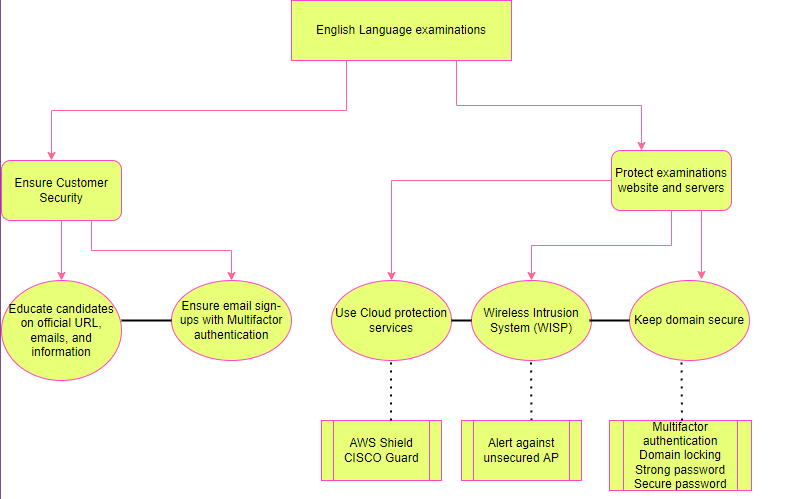 English Language examinations
Ensure Customer
Security
Protect examinations
website and servers
Educate candidates
on official URL,
emails, and
information
Ensure email sign-
ups with Multifactor
authentication
Use Cloud protection
services
Wireless Intrusion
System (WISP)
Keep domain secure
AWS Shield
CISCO Guard
Alert against
unsecured AP
Multifactor
authentication
Domain locking
Strong password
Secure password